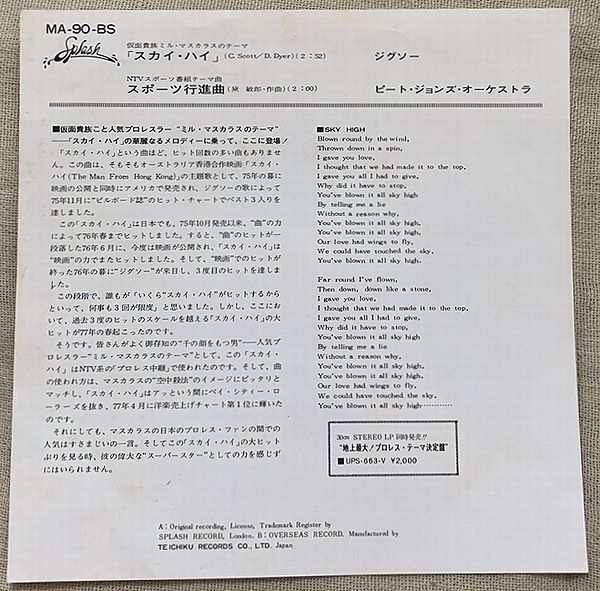 MA-90-BS
Splash
仮面貴族ミル・マスカラスのテーマ
「スカイ・ハイ」(C. Scott/D. Dyer)(2:52) ジグソー
NTVスポーツ番組テーマ曲
スポーツ行進曲(黛 敏郎・作曲)(2:00) ビート・ジョンズ・オーケストラ
■仮面貴族こと人気プロレスラー “ミル・マスカラスのテーマ”
――「スカイ・ハイ」の華麗なるメロディーに乗って、ここに登場!
「スカイ・ハイ」という曲ほど、ヒット回数の多い曲もありませ
ん。この曲は、そもそもオーストラリア香港合作映画「スカイ・
ハイ(The Man From Hong Kong)」の主題歌として、75年の暮に
映画の公開と同時にアメリカで発売され、ジグソーの歌によって
75年11月に“ビルボード誌”のヒット・チャートでベスト3入りを
達しました。
この「スカイ・ハイ」は日本でも、75年10月発売以来、“曲”の力
によって76年春までヒットしました。すると、“曲”のヒットが一
段落した76年6月に、今度は映画が公開され、「スカイ・ハイ」は
“映画”の力でまたヒットしました。そして、“映画”でのヒットが
終った76年の暮に“ジグソー”が来日し、3度目のヒットを達しま
した。
この段階で、誰もが「いくら“スカイ・ハイ”がヒットするから
といって、何事も3回が限度」と思いました。しかし、ここにお
いて、過去3度のヒットのスケールを越える「スカイ・ハイ」の大
ヒットが77年の春起こったのです。
そうです。皆さんがよく御存知の“千の顔をもつ男”――人気プ
ロレスラー“ミル・マスカラスのテーマ”として、この「スカイ・ハ
イ」はNTV系の「プロレス中継」で使われたのです。そして、曲
の使われ方は、マスカラスの“空中殺法”のイメージにピッタリと
マッチし、「スカイ・ハイ」はアッという間にベイ・シティ・ロ
ーラーズを抜き、77年4月に洋楽売上げチャート第1位に輝いた
のです。
それにしても、マスカラスの日本のプロレス・ファンの間での
人気はすさまじいの一言。そしてこの「スカイ・ハイ」の大ヒット
ぶりを見る時、彼の偉大な“スーパースター”としての力を感ぜず
にはいられません。
■SKY HIGH
Blown round by the wind,
Thrown down in a spin,
I gave you love,
I thought that we had made it to the top,
I gave you all I had to give,
Why did it have to stop,
You've blown it all sky high
By telling me a lie
Without a reason why,
You've blown it all sky high,
You've blown it all sky high,
Our love had wings to fly,
We could have touched the sky,
You've blown it all sky high.
Far round I've flown,
Then down, down like a stone,
I gave you love,
I thought that we had made it to the top,
I gave you all I had to give,
Why did it have to stop,
You've blown it all sky high
By telling me a lie
Without a reason why,
You've blown it all sky high,
You've blown it all sky high,
Our love had wings to fly,
We could have touched the sky,
You've blown it all sky high…………
30cm STEREO LP 同時発売!!
“地上最大!プロレス・テーマ決定盤”
■UPS-663-V ¥2,000
A: Original recording, License, Trademark Register by
SPLASH RECORD, London. B: OVERSEAS RECORD. Manufactured by
TEICHIKU RECORDS CO., LTD. Japan